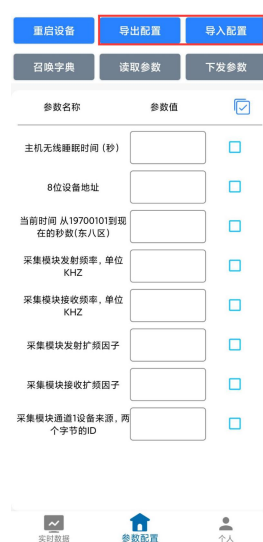 重启设备 导出配置 导入配置
召唤字典 读取参数 下发参数
参数名称 参数值
主机无线睡眠时间 (秒)
8位设备地址
当前时间 从19700101到现
在的秒数(东八区)
采集模块发射频率, 单位
KHZ
采集模块接收频率, 单位
KHZ
采集模块发射扩频因子
采集模块接收扩频因子
采集模块通道1设备来源, 两
个字节的ID
实时数据 参数配置 个人